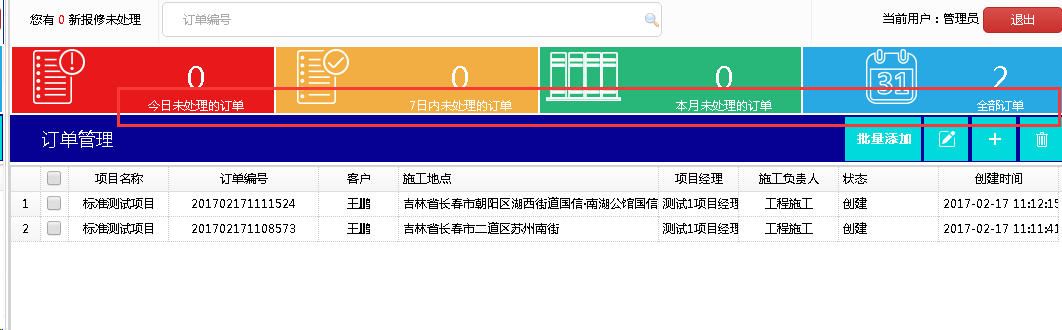 您有 0 新报修未处理 订单编号 当前用户：管理员 退出
0 0 31 0 2
今日未处理的订单 7日内未处理的订单 本月未处理的订单 全部订单
订单管理 批量添加
项目名称 订单编号 客户 施工地点 项目经理 施工负责人 状态 创建时间
1 标准测试项目 201702171111524 王鹏 吉林省长春市朝阳区湖西街道国信·南湖公馆国信 测试1项目经理 工程施工 创建 2017-02-17 11:12:15
2 标准测试项目 201702171108573 王鹏 吉林省长春市二道区苏州南街 测试1项目经理 工程施工 创建 2017-02-17 11:11:41